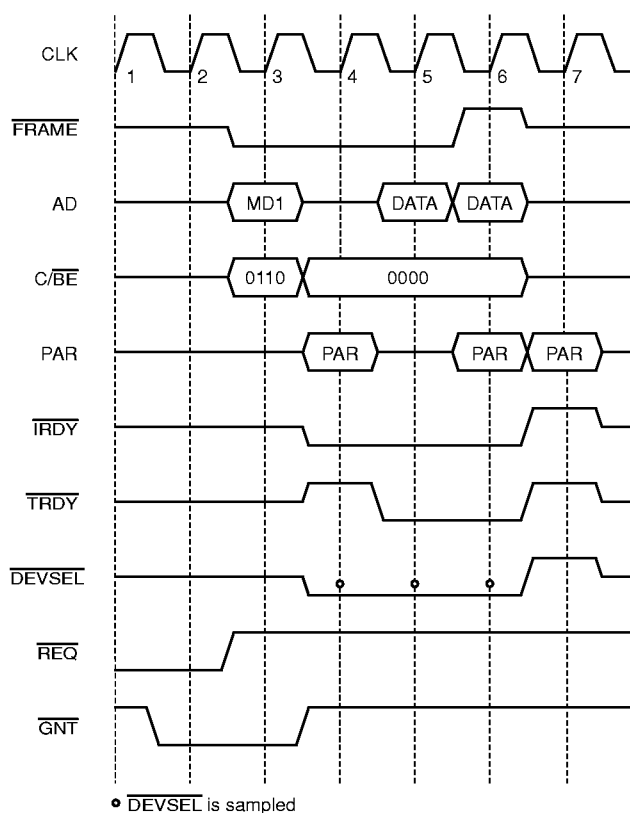 CLK
1 2 3 4 5 6 7
FRAME
AD
MD1 DATA DATA
C/BE
0110 0000
PAR
PAR PAR PAR
IRDY
TRDY
DEVSEL
REQ
GNT
DEVSEL is sampled